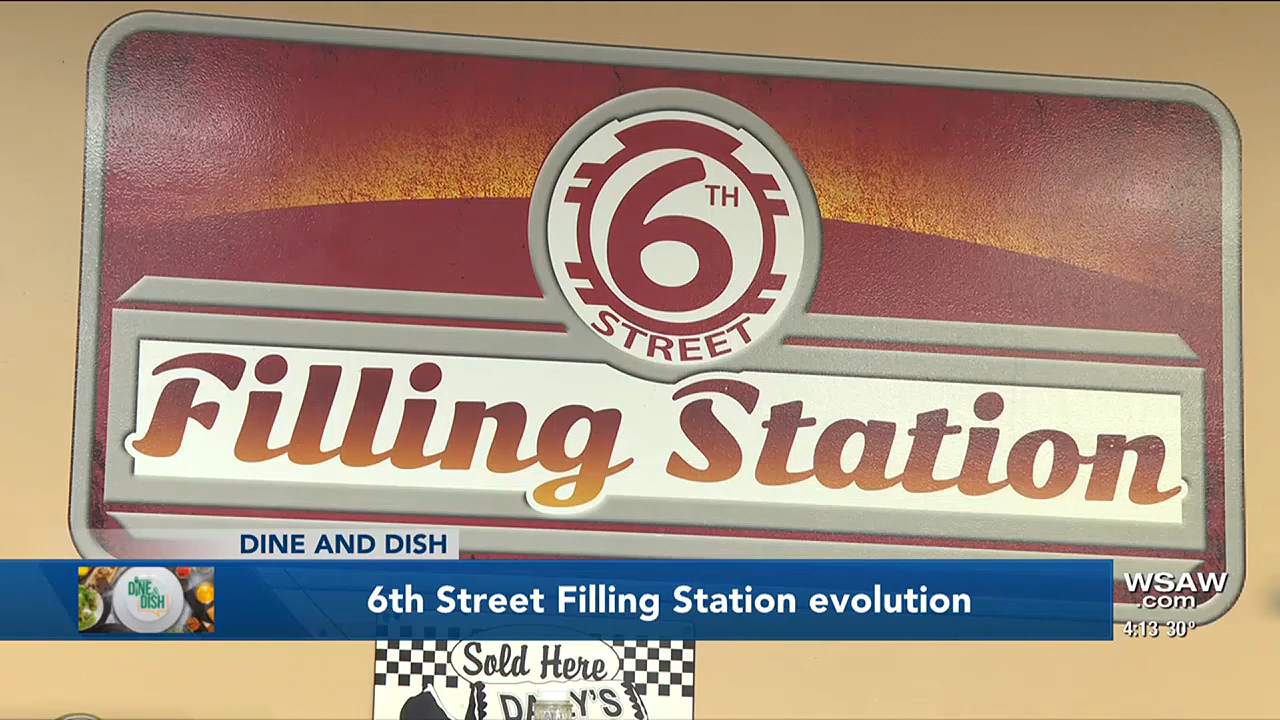 6TH
STREET
Filling Station
DINE AND DISH
DINE &
DISH
6th Street Filling Station evolution
WSAW
.com
4:13 30°
Sold Here